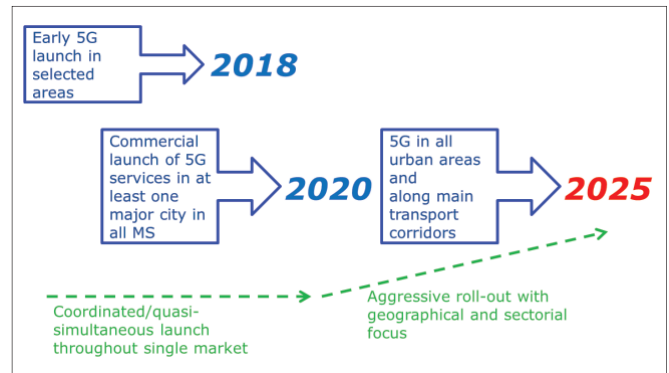 Early 5G
launch in
selected
areas
2018
Commercial
launch of 5G
services in at
least one
major city in
all MS
2020
5G in all
urban areas
and
along main
transport
corridors
2025
Coordinated/quasi-
simultaneous launch
throughout single market
Aggressive roll-out with
geographical and sectorial
focus